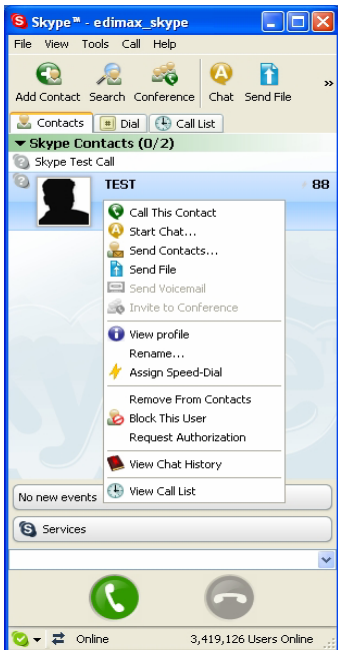 Skype™ - edimax_skype
File View Tools Call Help
Add Contact Search Conference Chat Send File »
Contacts Dial Call List
Skype Contacts (0/2)
Skype Test Call
TEST 88
Call This Contact
Start Chat...
Send Contacts...
Send File
Send Voicemail
Invite to Conference
View profile
Rename...
Assign Speed-Dial
Remove From Contacts
Block This User
Request Authorization
View Chat History
View Call List
No new events
Services
Online 3,419,126 Users Online